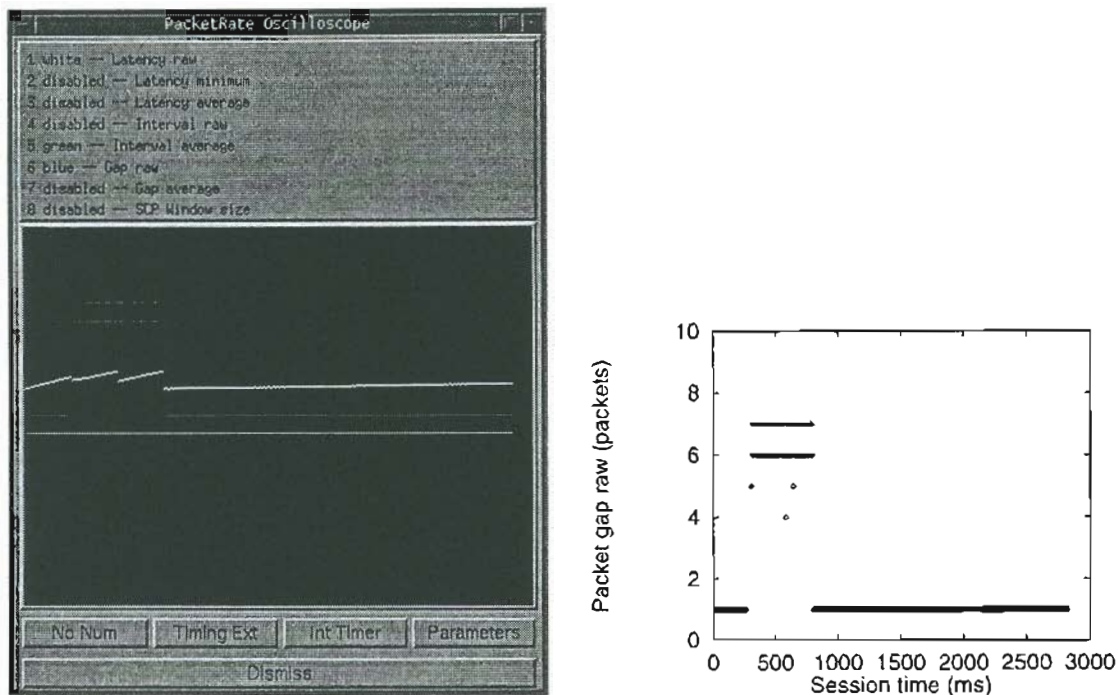 PacketRate Oscilloscope
1 white -- Latency raw
2 disabled -- Latency minimum
3 disabled -- Latency average
4 disabled -- Interval raw
5 green -- Interval average
6 blue -- Gap raw
7 disabled -- Gap average
8 disabled -- SCP Window size
No Num
Timing Ext
Int Timer
Parameters
Dismiss
Packet gap raw (packets)
10
8
6
4
2
0
0 500 1000 1500 2000 2500 3000
Session time (ms)